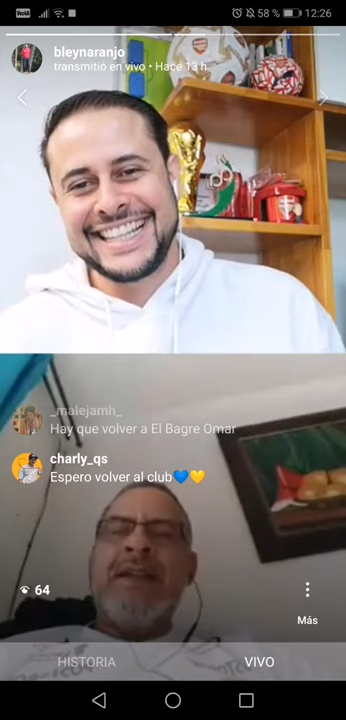 58 % 12:26
bleynaranjo
transmitió en vivo • Hace 13 h
_malejamh_
Hay que volver a El Bagre Omar
charly_qs
Espero volver al club💙💛
64
Más
HISTORIA
VIVO